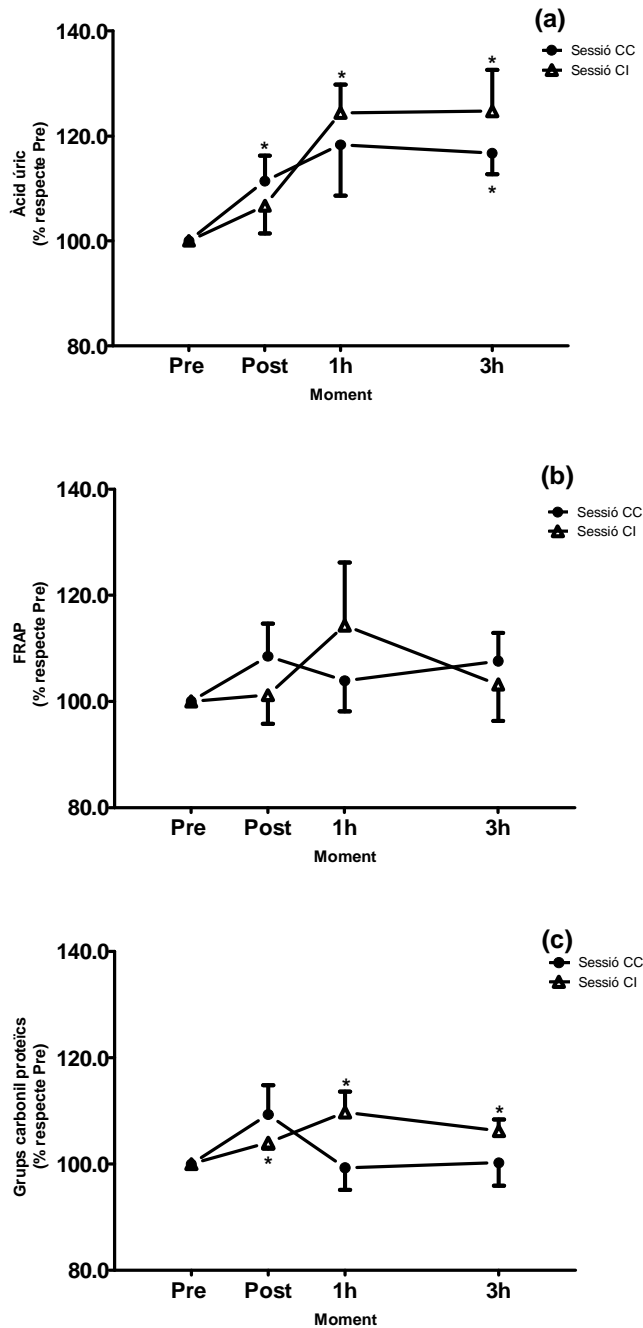 (a)
Sessió CC
Sessió CI
Àcid úric
(% respecte Pre)
140.0
120.0
100.0
80.0
*
*
*
*
Pre Post 1h 3h
Moment
(b)
Sessió CC
Sessió CI
FRAP
(% respecte Pre)
140.0
120.0
100.0
80.0
Pre Post 1h 3h
Moment
(c)
Sessió CC
Sessió CI
Grups carbonil proteïcs
(% respecte Pre)
140.0
120.0
100.0
80.0
*
*
*
Pre Post 1h 3h
Moment